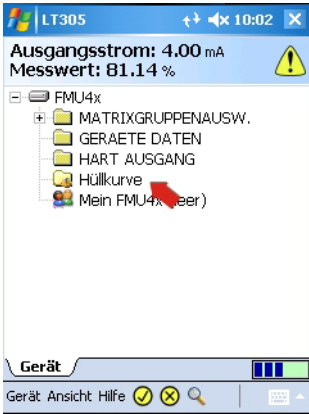 LT305 10:02
Ausgangsstrom: 4.00 mA
Messwert: 81.14 %
FMU4x
MATRIXGRUPPENAUSW.
GERAETE DATEN
HART AUSGANG
Hüllkurve
Mein FMU4x eer)
Gerät
Gerät Ansicht Hilfe